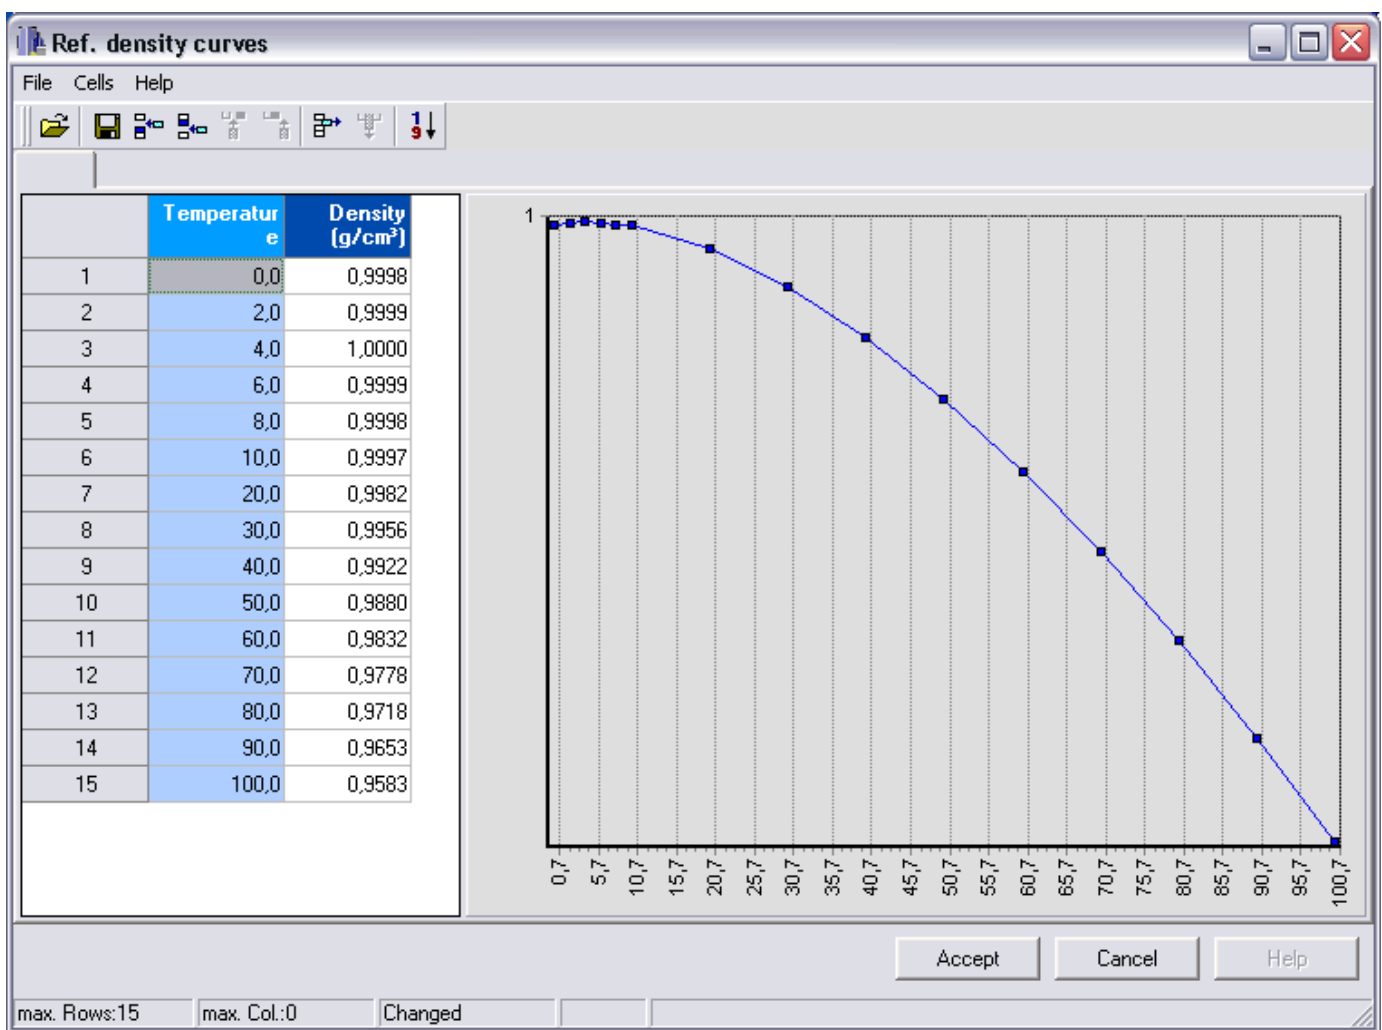 Ref. density curves
File Cells Help
Temperatur
e
Density
(g/cm³)
1 0,0 0,9998
2 2,0 0,9999
3 4,0 1,0000
4 6,0 0,9999
5 8,0 0,9998
6 10,0 0,9997
7 20,0 0,9982
8 30,0 0,9956
9 40,0 0,9922
10 50,0 0,9880
11 60,0 0,9832
12 70,0 0,9778
13 80,0 0,9718
14 90,0 0,9653
15 100,0 0,9583
1
0,7 5,7 10,7 15,7 20,7 25,7 30,7 35,7 40,7 45,7 50,7 55,7 60,7 65,7 70,7 75,7 80,7 85,7 90,7 95,7 100,7
Accept Cancel Help
max. Rows:15 max. Col.:0 Changed